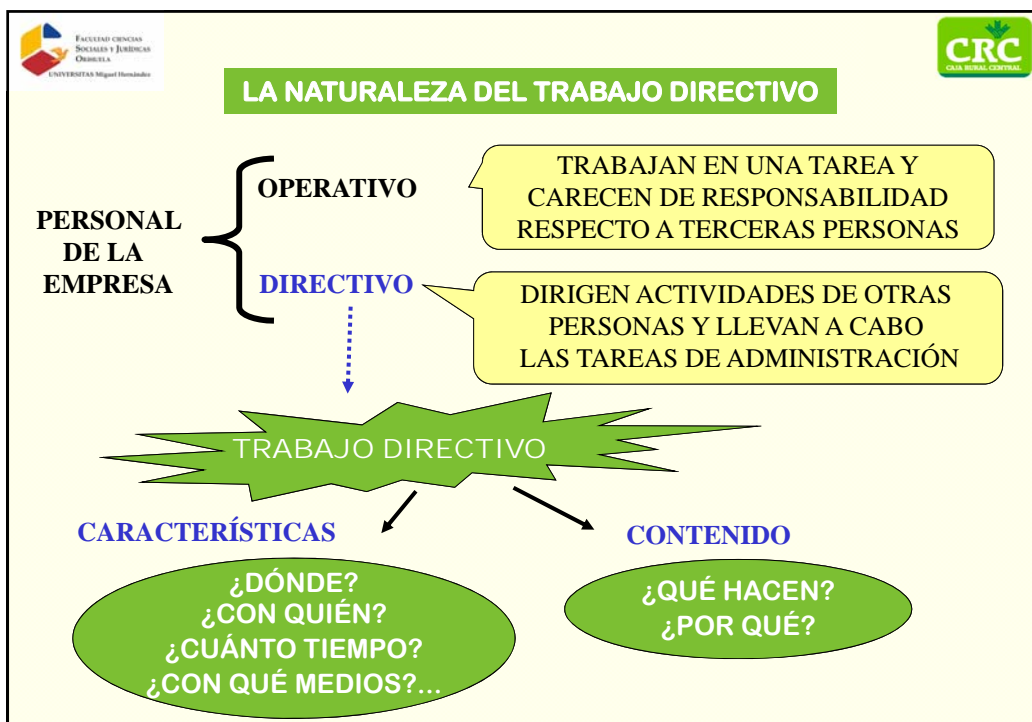 FACULTAD CIENCIAS
SOCIALES Y JURÍDICAS
ORIHUELA
UNIVERSITAS Miguel Hernández
CRC
CAJA RURAL CENTRAL
LA NATURALEZA DEL TRABAJO DIRECTIVO
PERSONAL
DE LA
EMPRESA
OPERATIVO
TRABAJAN EN UNA TAREA Y
CARECEN DE RESPONSABILIDAD
RESPECTO A TERCERAS PERSONAS
DIRECTIVO
DIRIGEN ACTIVIDADES DE OTRAS
PERSONAS Y LLEVAN A CABO
LAS TAREAS DE ADMINISTRACIÓN
TRABAJO DIRECTIVO
CARACTERÍSTICAS
¿DÓNDE?
¿CON QUIÉN?
¿CUÁNTO TIEMPO?
¿CON QUÉ MEDIOS?...
CONTENIDO
¿QUÉ HACEN?
¿POR QUÉ?